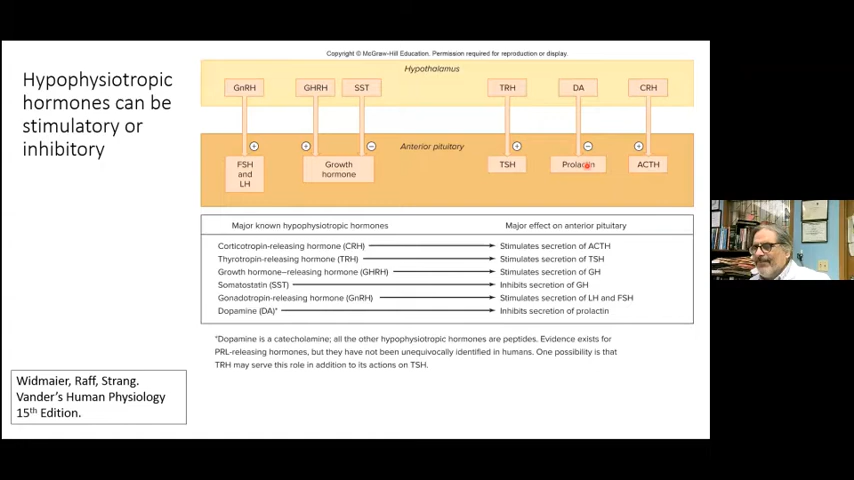 Copyright © McGraw-Hill Education. Permission required for reproduction or display.
Hypophysiotropic
hormones can be
stimulatory or
inhibitory
Hypothalamus
GnRH GHRH SST TRH DA CRH
+ + − + − +
Anterior pituitary
FSH
and
LH
Growth
hormone
TSH
Prolactin
ACTH
Major known hypophysiotropic hormones Major effect on anterior pituitary
Corticotropin-releasing hormone (CRH) Stimulates secretion of ACTH
Thyrotropin-releasing hormone (TRH) Stimulates secretion of TSH
Growth hormone–releasing hormone (GHRH) Stimulates secretion of GH
Somatostatin (SST) Inhibits secretion of GH
Gonadotropin-releasing hormone (GnRH) Stimulates secretion of LH and FSH
Dopamine (DA)* Inhibits secretion of prolactin
*Dopamine is a catecholamine; all the other hypophysiotropic hormones are peptides. Evidence exists for
PRL-releasing hormones, but they have not been unequivocally identified in humans. One possibility is that
TRH may serve this role in addition to its actions on TSH.
Widmaier, Raff, Strang.
Vander's Human Physiology
15th Edition.